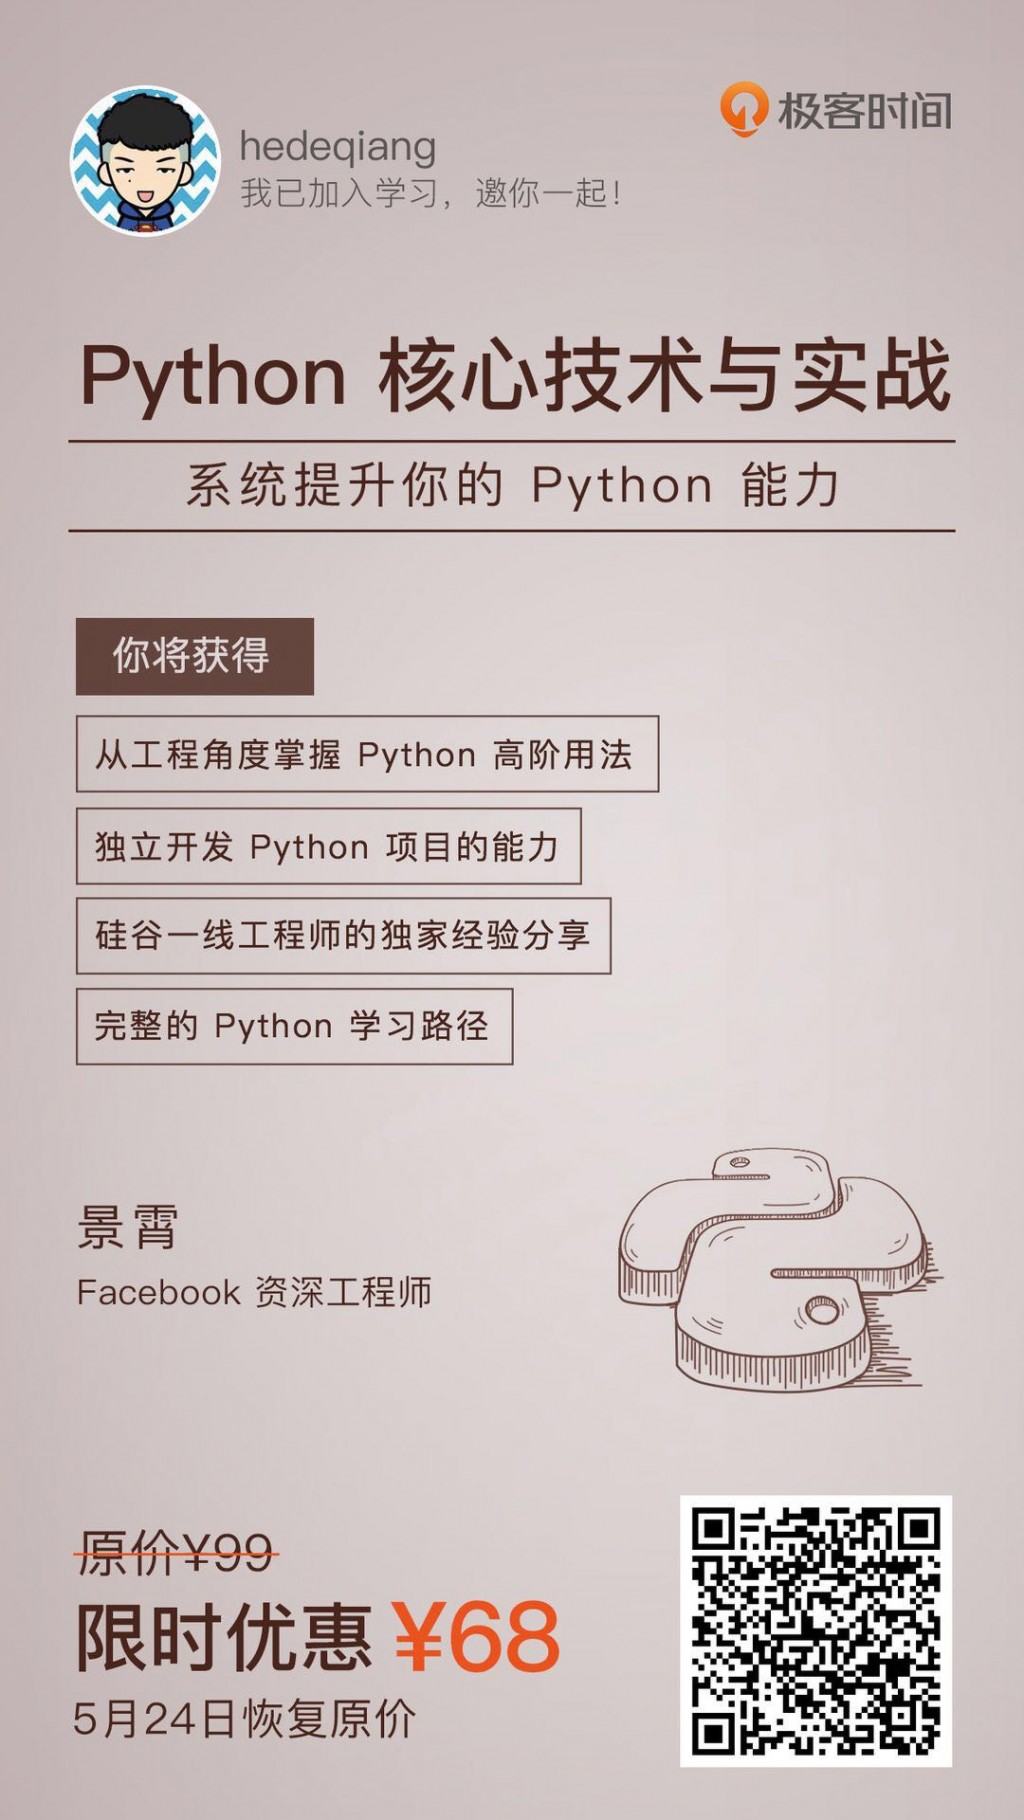 极客时间
hedeqiang
我已加入学习，邀你一起！
Python 核心技术与实战
系统提升你的 Python 能力
你将获得
从工程角度掌握 Python 高阶用法
独立开发 Python 项目的能力
硅谷一线工程师的独家经验分享
完整的 Python 学习路径
景霄
Facebook 资深工程师
原价¥99
限时优惠 ¥68
5月24日恢复原价